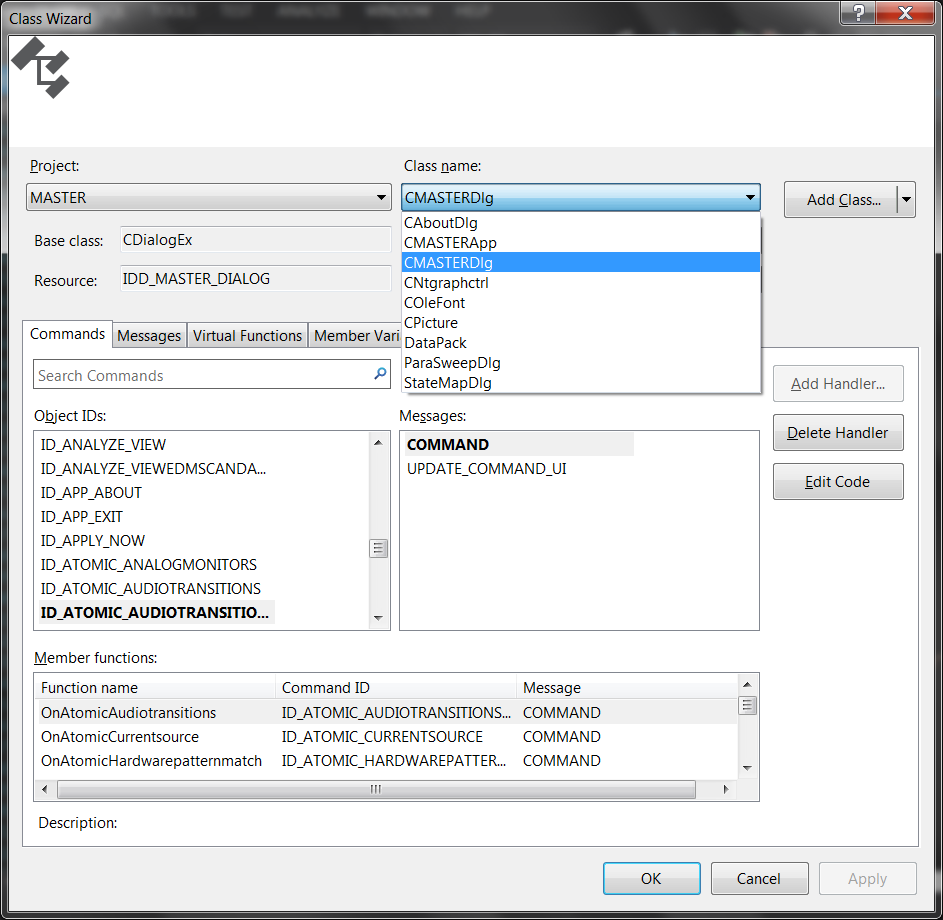 Class Wizard
?
Project:
Class name:
MASTER
CMASTERDlg
Add Class...
CAboutDlg
CMASTERApp
CMASTERDlg
CNtgraphctrl
COleFont
CPicture
DataPack
ParaSweepDlg
StateMapDlg
Base class:
CDialogEx
Resource:
IDD_MASTER_DIALOG
Commands
Messages
Virtual Functions
Member Vari
Search Commands
Add Handler...
Delete Handler
Edit Code
Object IDs:
ID_ANALYZE_VIEW
ID_ANALYZE_VIEWEDMSCANDA...
ID_APP_ABOUT
ID_APP_EXIT
ID_APPLY_NOW
ID_ATOMIC_ANALOGMONITORS
ID_ATOMIC_AUDIOTRANSITIONS
ID_ATOMIC_AUDIOTRANSITIO...
Messages:
COMMAND
UPDATE_COMMAND_UI
Member functions:
Function name Command ID Message
OnAtomicAudiotransitions ID_ATOMIC_AUDIOTRANSITIONS... COMMAND
OnAtomicCurrentsource ID_ATOMIC_CURRENTSOURCE COMMAND
OnAtomicHardwarepatternmatch ID_ATOMIC_HARDWAREPATTER... COMMAND
Description:
OK
Cancel
Apply